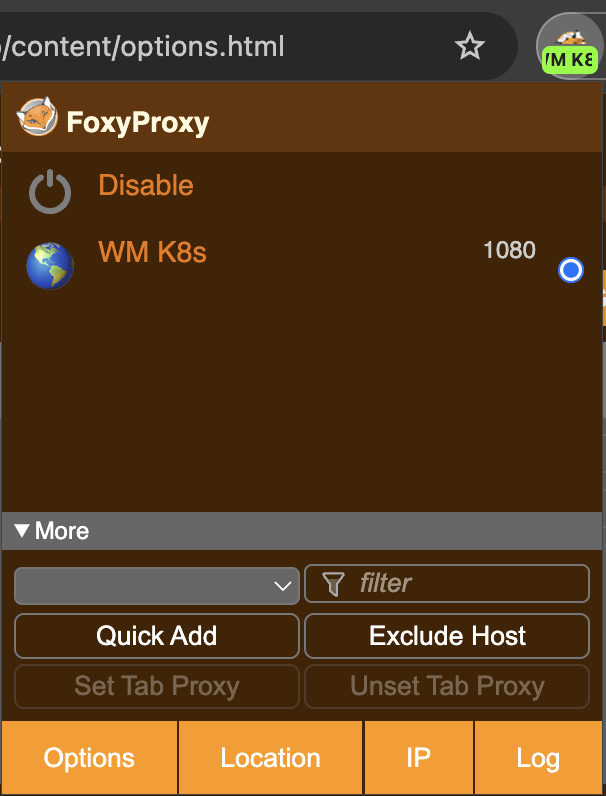 /content/options.html
WM K8
FoxyProxy
Disable
WM K8s 1080
More
filter
Quick Add Exclude Host
Set Tab Proxy Unset Tab Proxy
Options Location IP Log